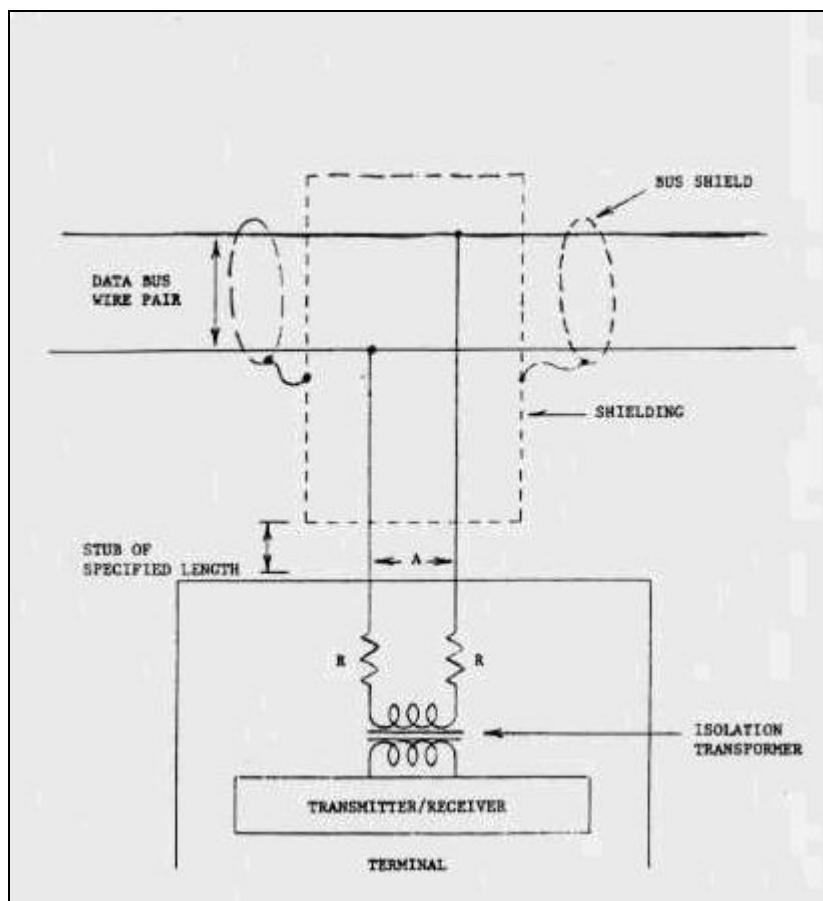 BUS SHIELD
DATA BUS
WIRE PAIR
SHIELDING
STUB OF
SPECIFIED LENGTH
A
R
R
ISOLATION
TRANSFORMER
TRANSMITTER/RECEIVER
TERMINAL